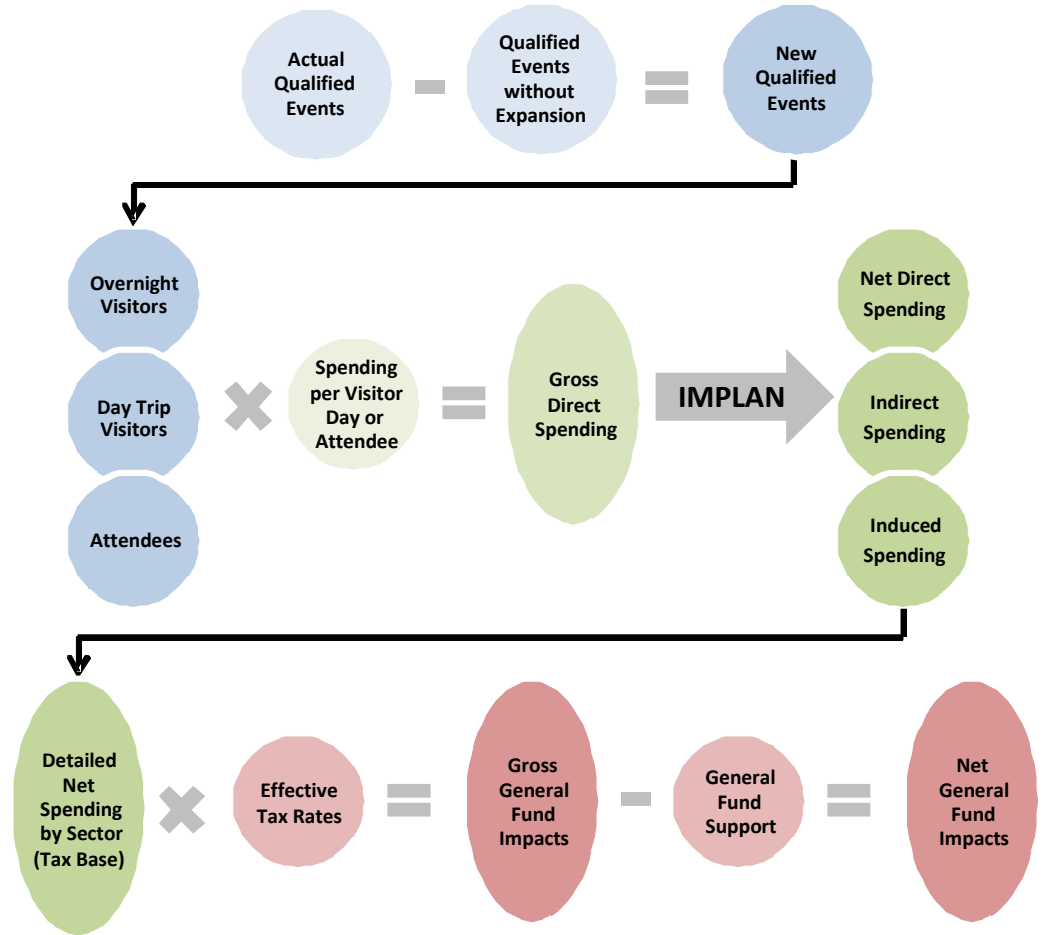 Actual
Qualified
Events
Qualified
Events
without
Expansion
New
Qualified
Events
Overnight
Visitors
Day Trip
Visitors
Attendees
Spending
per Visitor
Day or
Attendee
Gross
Direct
Spending
IMPLAN
Net Direct
Spending
Indirect
Spending
Induced
Spending
Detailed
Net
Spending
by Sector
(Tax Base)
Effective
Tax Rates
Gross
General
Fund
Impacts
General
Fund
Support
Net
General
Fund
Impacts